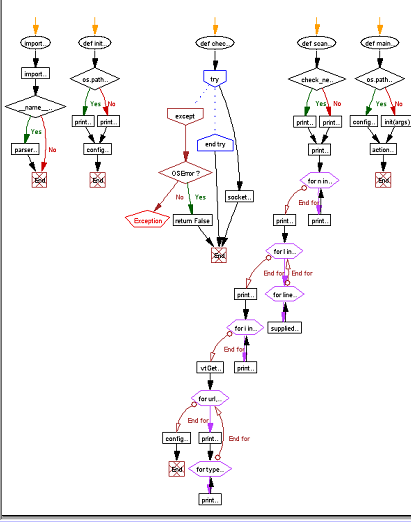 import..
def init..
def chec..
def scan..
def main..
import..
os.path..
try
check_ne..
os.path..
__name__..
Yes
No
Yes
No
Yes
No
except
print..
print..
print..
print..
config..
init(args)
Yes
parser..
No
config..
end try
print..
action..
End
End
OSError ?
for n in..
End
No
Yes
socket..
End for
Exception
return False
print..
print..
End
for l in..
End for
End for
print..
for line..
for i in..
supplied..
End for
vtGet..
print..
for url,..
End for
config..
print..
End for
End
for type..
print..